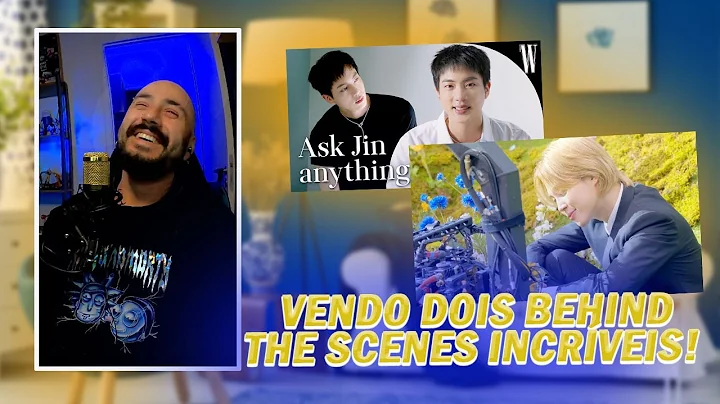 W
Ask Jin
anything
VENDO DOIS BEHIND
THE SCENES INCRÍVEIS!